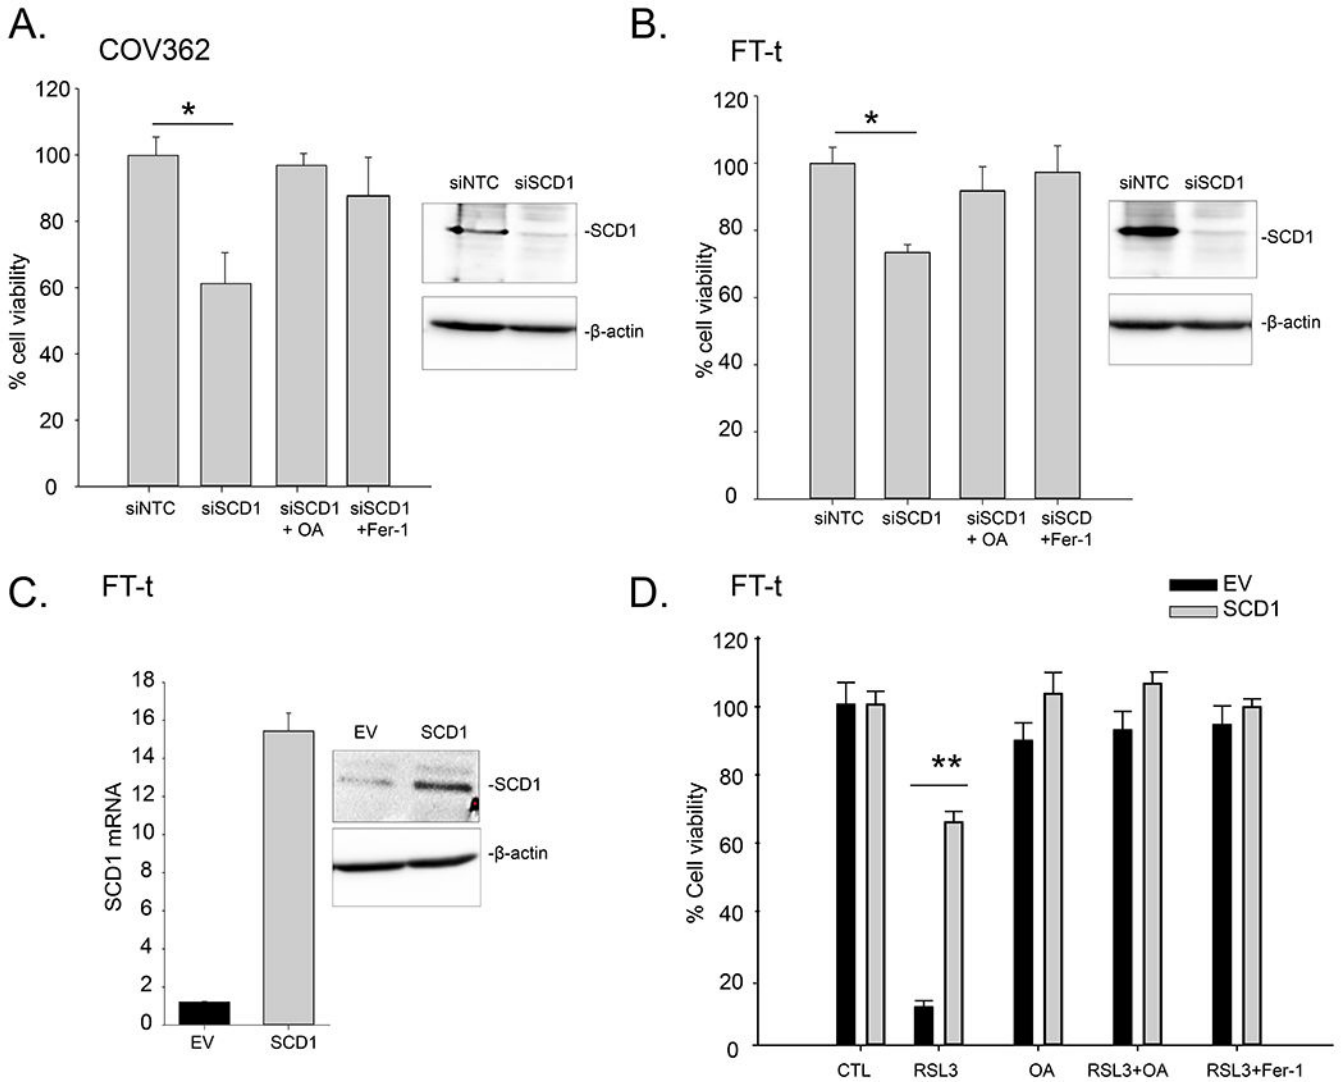 A.
COV362
120
100
80
60
40
20
0
% cell viability
*
siNTC
siSCD1
siSCD1
+ OA
siSCD1
+Fer-1
siNTC siSCD1
-SCD1
-β-actin
B.
FT-t
120
100
80
60
40
20
0
% cell viability
*
siNTC
siSCD1
siSCD1
+ OA
siSCD
+Fer-1
siNTC siSCD1
-SCD1
-β-actin
C.
FT-t
18
16
14
12
10
8
6
4
2
0
SCD1 mRNA
EV
SCD1
EV SCD1
-SCD1
-β-actin
D.
FT-t
EV
SCD1
120
100
80
60
40
20
0
% Cell viability
**
CTL
RSL3
OA
RSL3+OA
RSL3+Fer-1